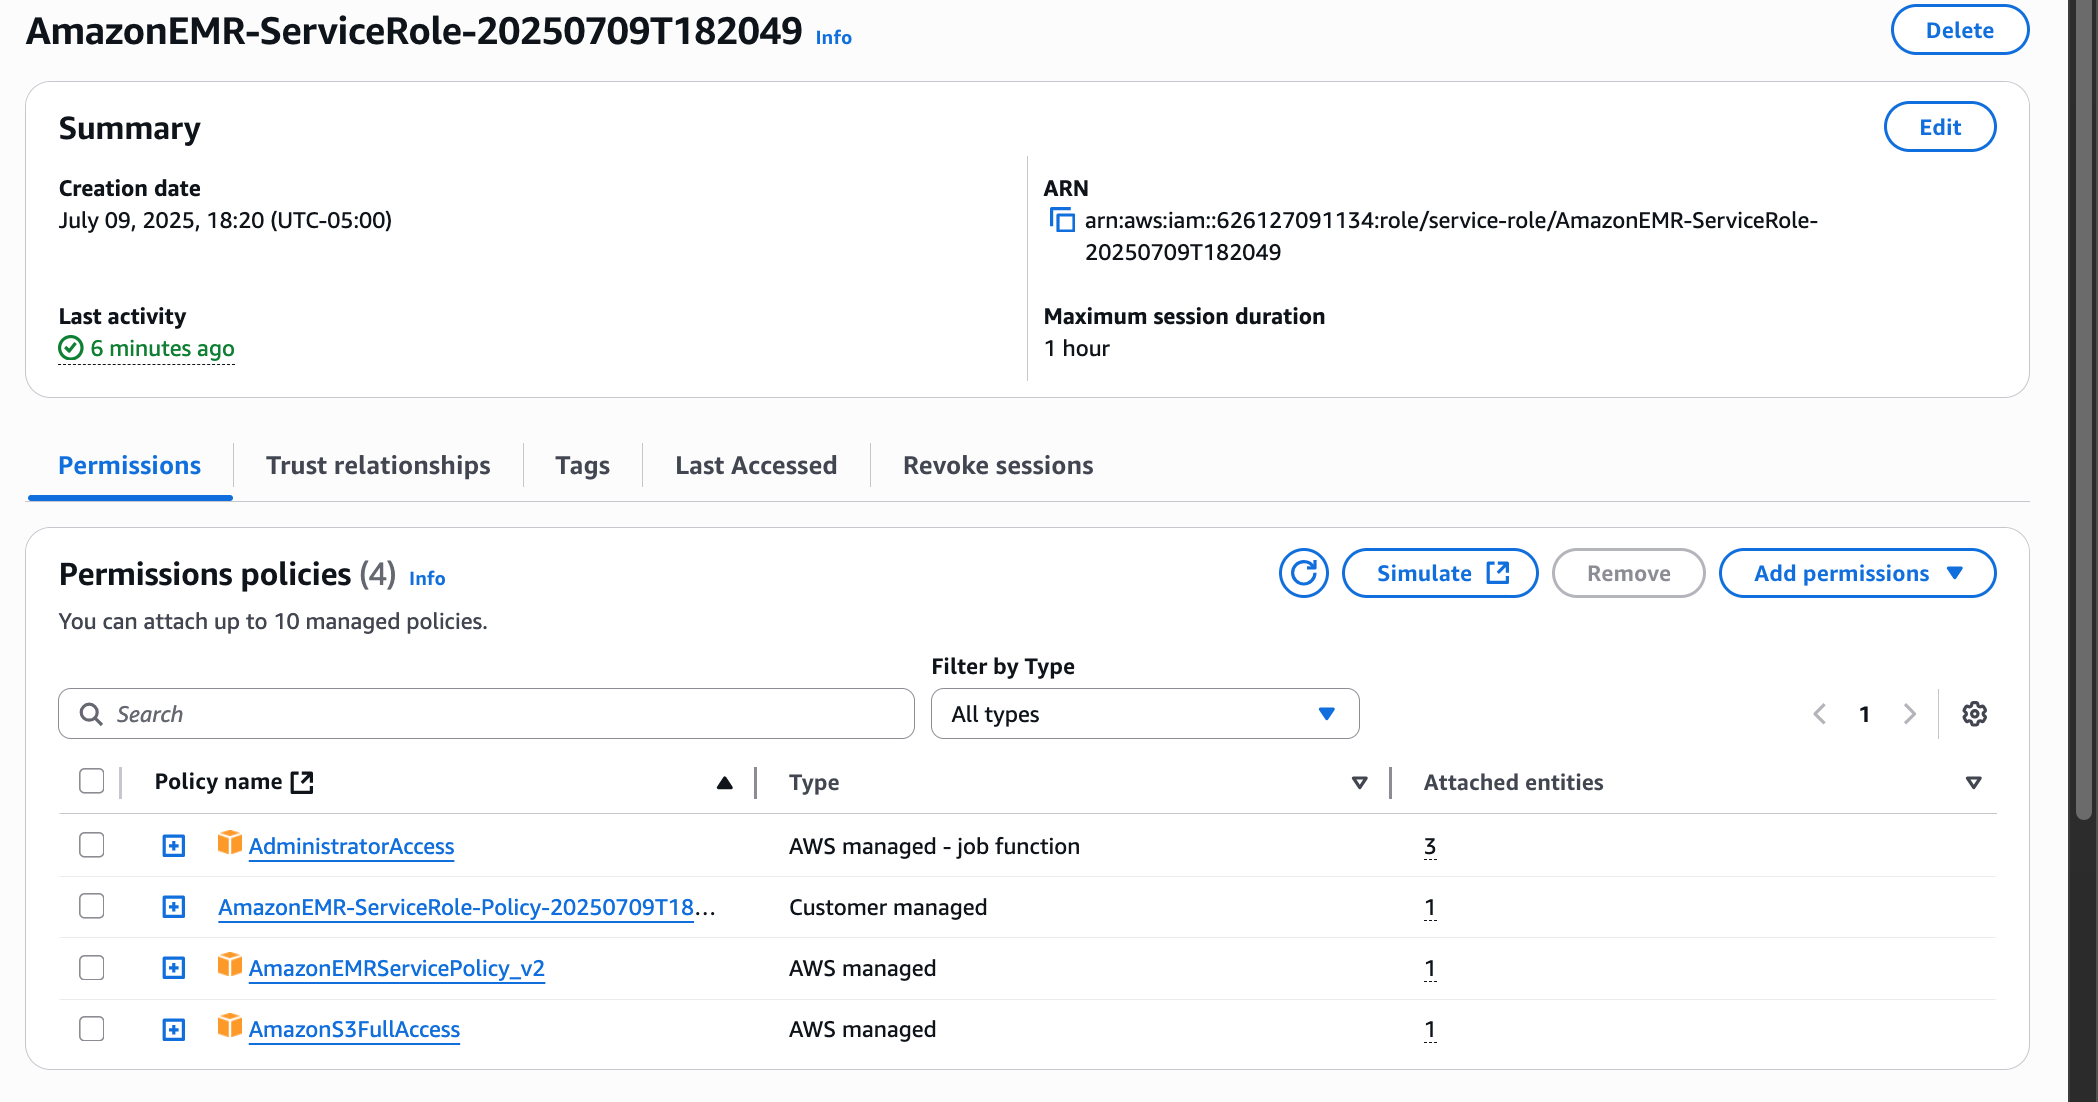 AmazonEMR-ServiceRole-20250709T182049 Info
Delete
Summary
Edit
Creation date
July 09, 2025, 18:20 (UTC-05:00)
ARN
arn:aws:iam::626127091134:role/service-role/AmazonEMR-ServiceRole-
20250709T182049
Last activity
6 minutes ago
Maximum session duration
1 hour
Permissions Trust relationships Tags Last Accessed Revoke sessions
Permissions policies (4) Info
Simulate Remove Add permissions
You can attach up to 10 managed policies.
Filter by Type
Search
All types
1
Policy name Type Attached entities
AdministratorAccess AWS managed - job function 3
AmazonEMR-ServiceRole-Policy-20250709T18... Customer managed 1
AmazonEMRServicePolicy_v2 AWS managed 1
AmazonS3FullAccess AWS managed 1